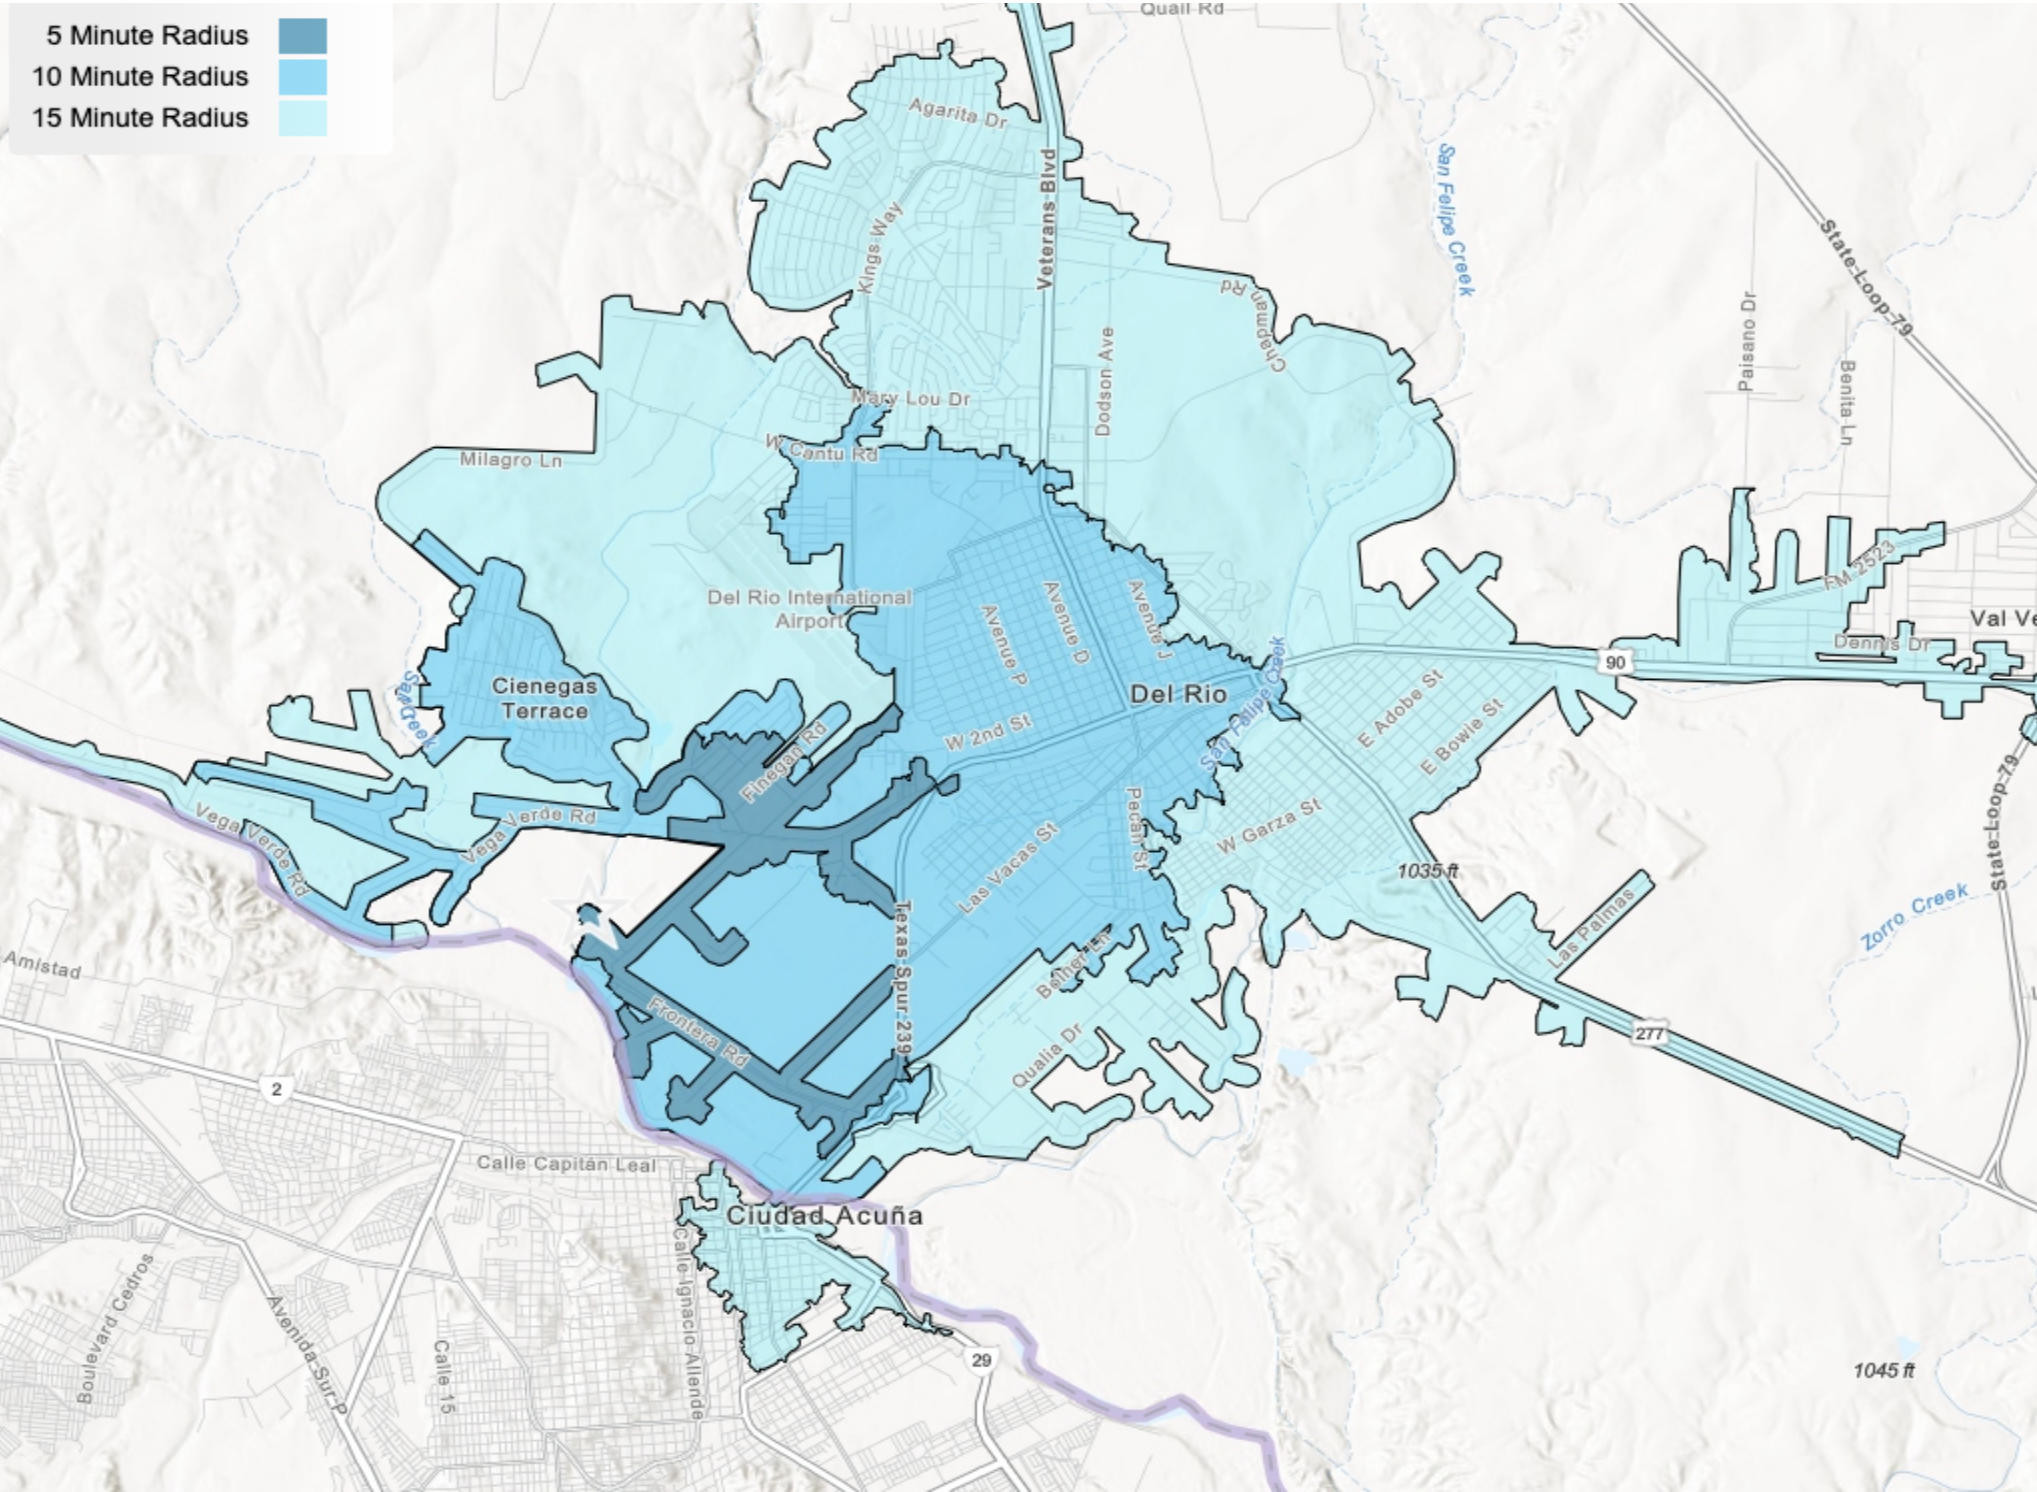 5 Minute Radius
10 Minute Radius
15 Minute Radius
Quail Rd
Agarita Dr
San Felipe Creek
Veterans Blvd
Kings Way
State Loop 79
Chapman Rd
Paisano Dr
Dodson Ave
Benita Ln
Mary Lou Dr
W Cantu Rd
Milagro Ln
FM 2523
Del Rio International
Airport
Avenue P
Avenue D
Avenue J
Val Ve
Dennis Dr
90
Cienegas
Terrace
Creek
Del Rio
San Felipe Creek
E Adobe St
E Bowie St
W 2nd St
Finegan Rd
State Loop 79
Vega Verde Rd
Vega Verde Rd
Pecan St
W Garza St
Las Vacas St
1035 ft
Zorro Creek
Las Palmas
Texas Spur 239
Amistad
Frontera Rd
Qualia Dr
277
2
Calle Capitán Leal
Ciudad Acuña
Calle Ignacio Allende
Boulevard Cedros
Avenida Sur P
Calle 15
29
1045 ft